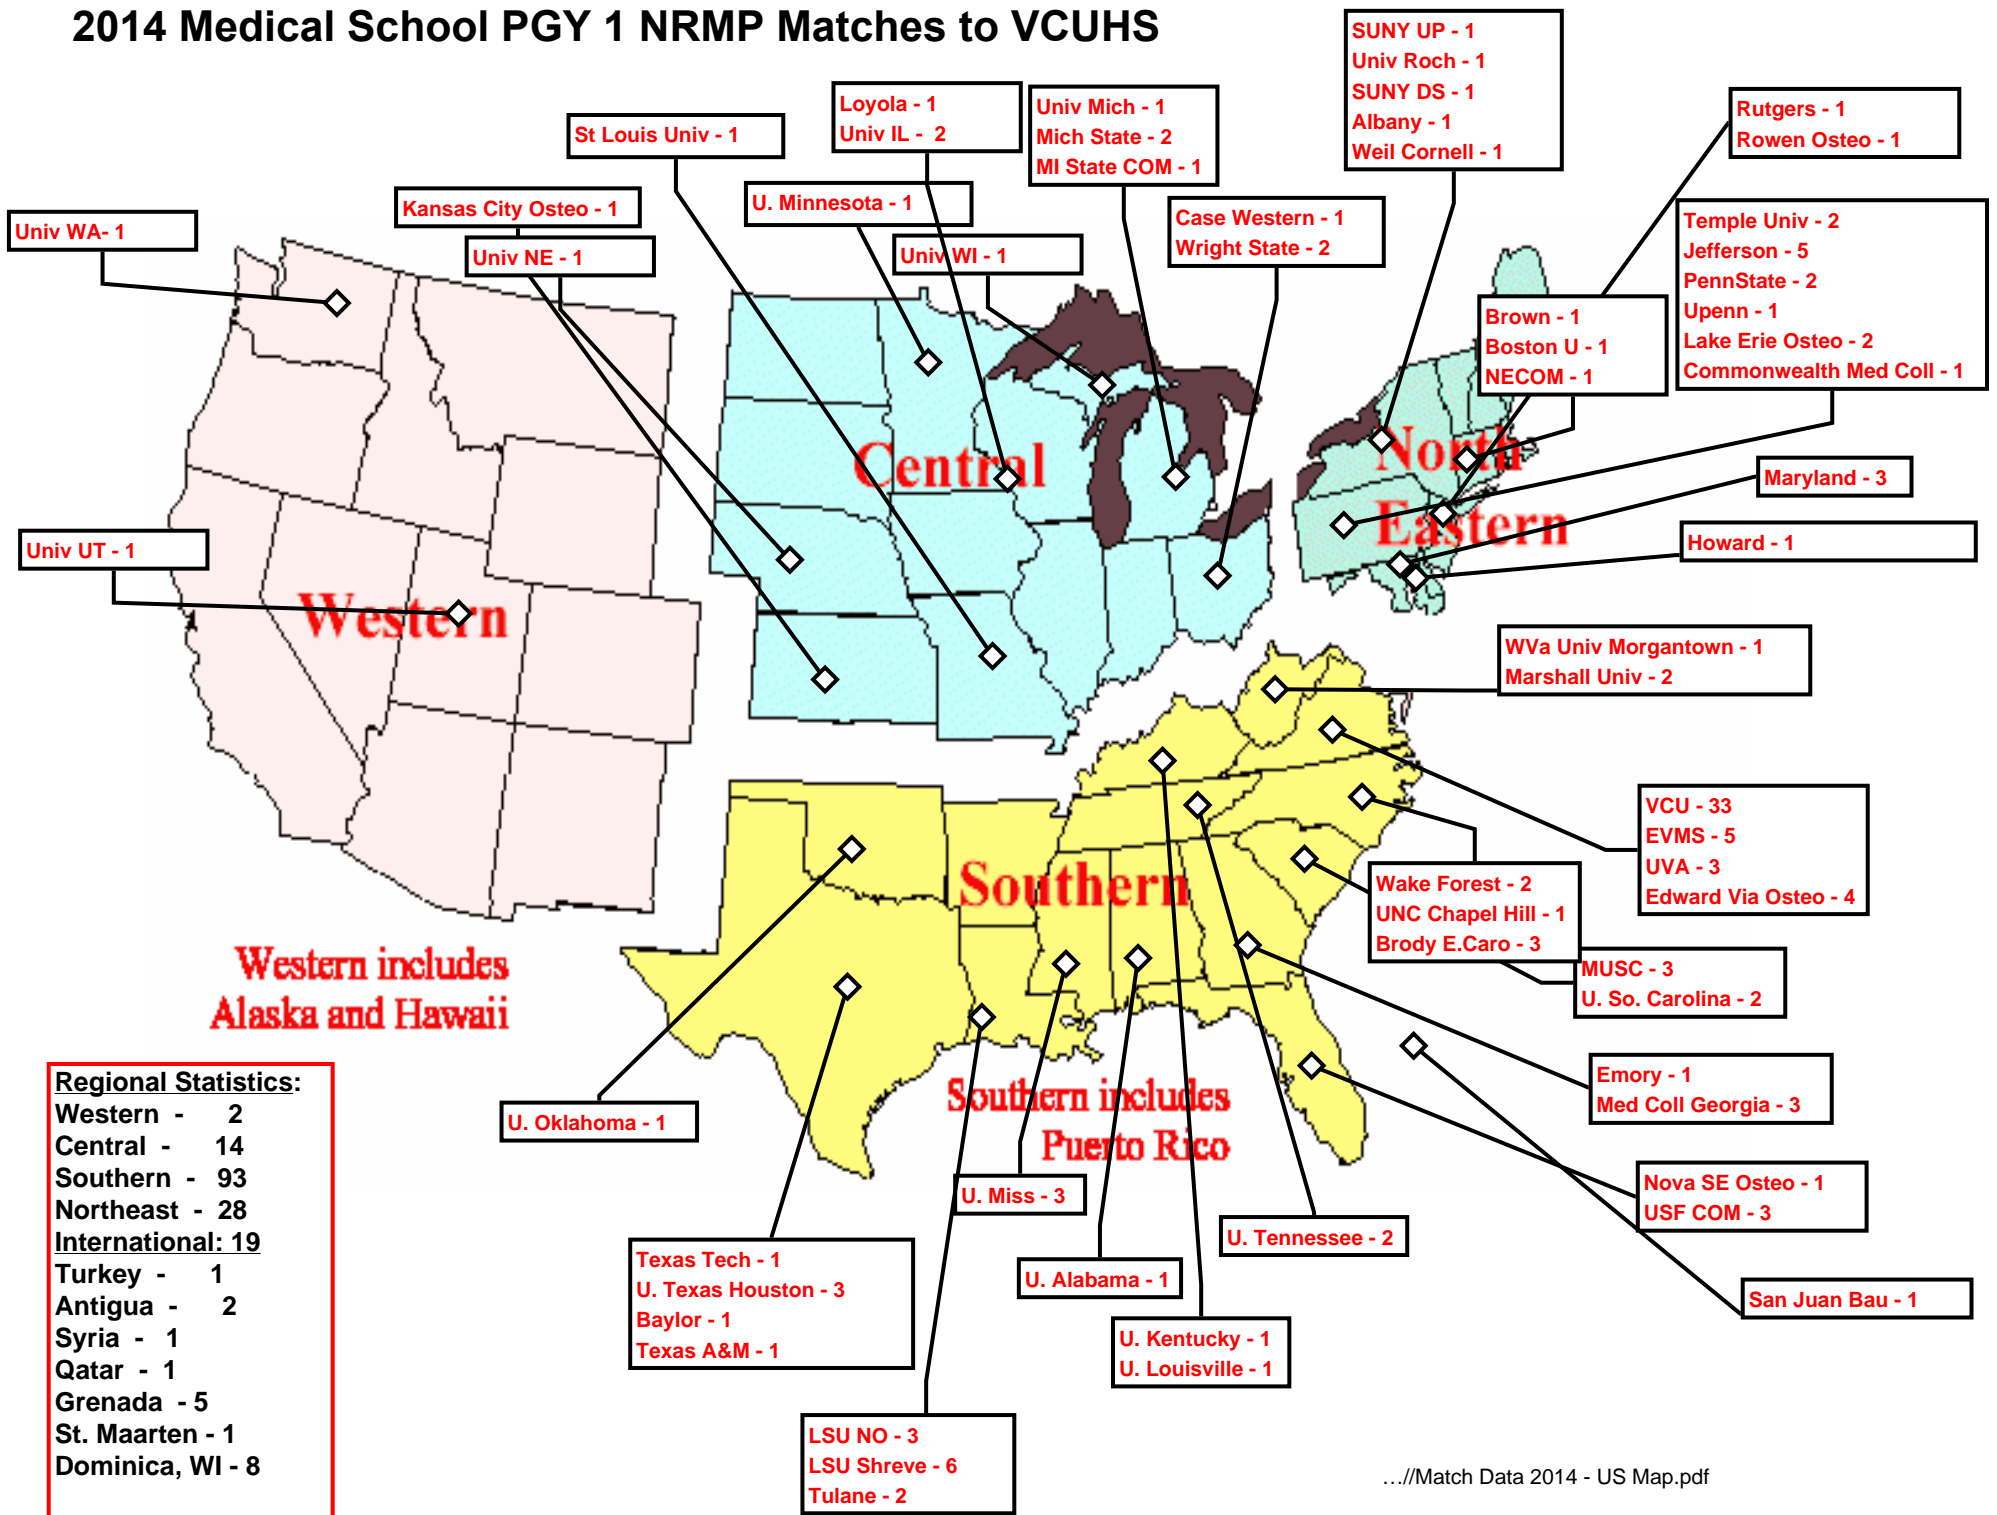 2014 Medical School PGY 1 NRMP Matches to VCUHS
SUNY UP - 1
Univ Roch - 1
SUNY DS - 1
Albany - 1
Weil Cornell - 1
Loyola - 1
Univ IL -  2
Univ Mich - 1
Mich State - 2
MI State COM - 1
Rutgers - 1
Rowen Osteo - 1
St Louis Univ - 1
Kansas City Osteo - 1
U. Minnesota - 1
Case Western - 1
Wright State - 2
Temple Univ - 2
Jefferson - 5
PennState - 2
Upenn - 1
Lake Erie Osteo - 2
Commonwealth Med Coll - 1
Univ WA- 1
Univ NE - 1
Univ WI - 1
Brown - 1
Boston U - 1
NECOM - 1
Central
North
Eastern
Maryland - 3
Howard - 1
Univ UT - 1
Western
WVa Univ Morgantown - 1
Marshall Univ - 2
VCU - 33
EVMS - 5
UVA - 3
Edward Via Osteo - 4
Southern
Wake Forest - 2
UNC Chapel Hill - 1
Brody E.Caro - 3
MUSC - 3
U. So. Carolina - 2
Western includes
Alaska and Hawaii
Emory - 1
Med Coll Georgia - 3
Southern includes
Puerto Rico
U. Oklahoma - 1
U. Miss - 3
Nova SE Osteo - 1
USF COM - 3
U. Tennessee - 2
Texas Tech - 1
U. Texas Houston - 3
Baylor - 1
Texas A&M - 1
U. Alabama - 1
San Juan Bau - 1
U. Kentucky - 1
U. Louisville - 1
LSU NO - 3
LSU Shreve - 6
Tulane - 2
Regional Statistics:
Western -      2
Central -      14
Southern -   93
Northeast -  28
International: 19
Turkey -      1
Antigua -      2
Syria  -   1
Qatar  -  1
Grenada  - 5
St. Maarten - 1
Dominica, WI - 8
…//Match Data 2014 - US Map.pdf